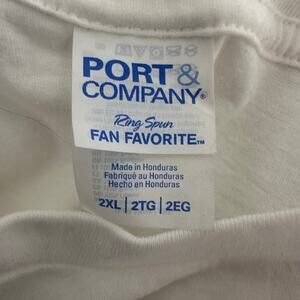 PORT &
COMPANY®
Ring Spun
FAN FAVORITE™
Made in Honduras
Fabriqué au Honduras
Hecho en Honduras
2XL | 2TG | 2EG